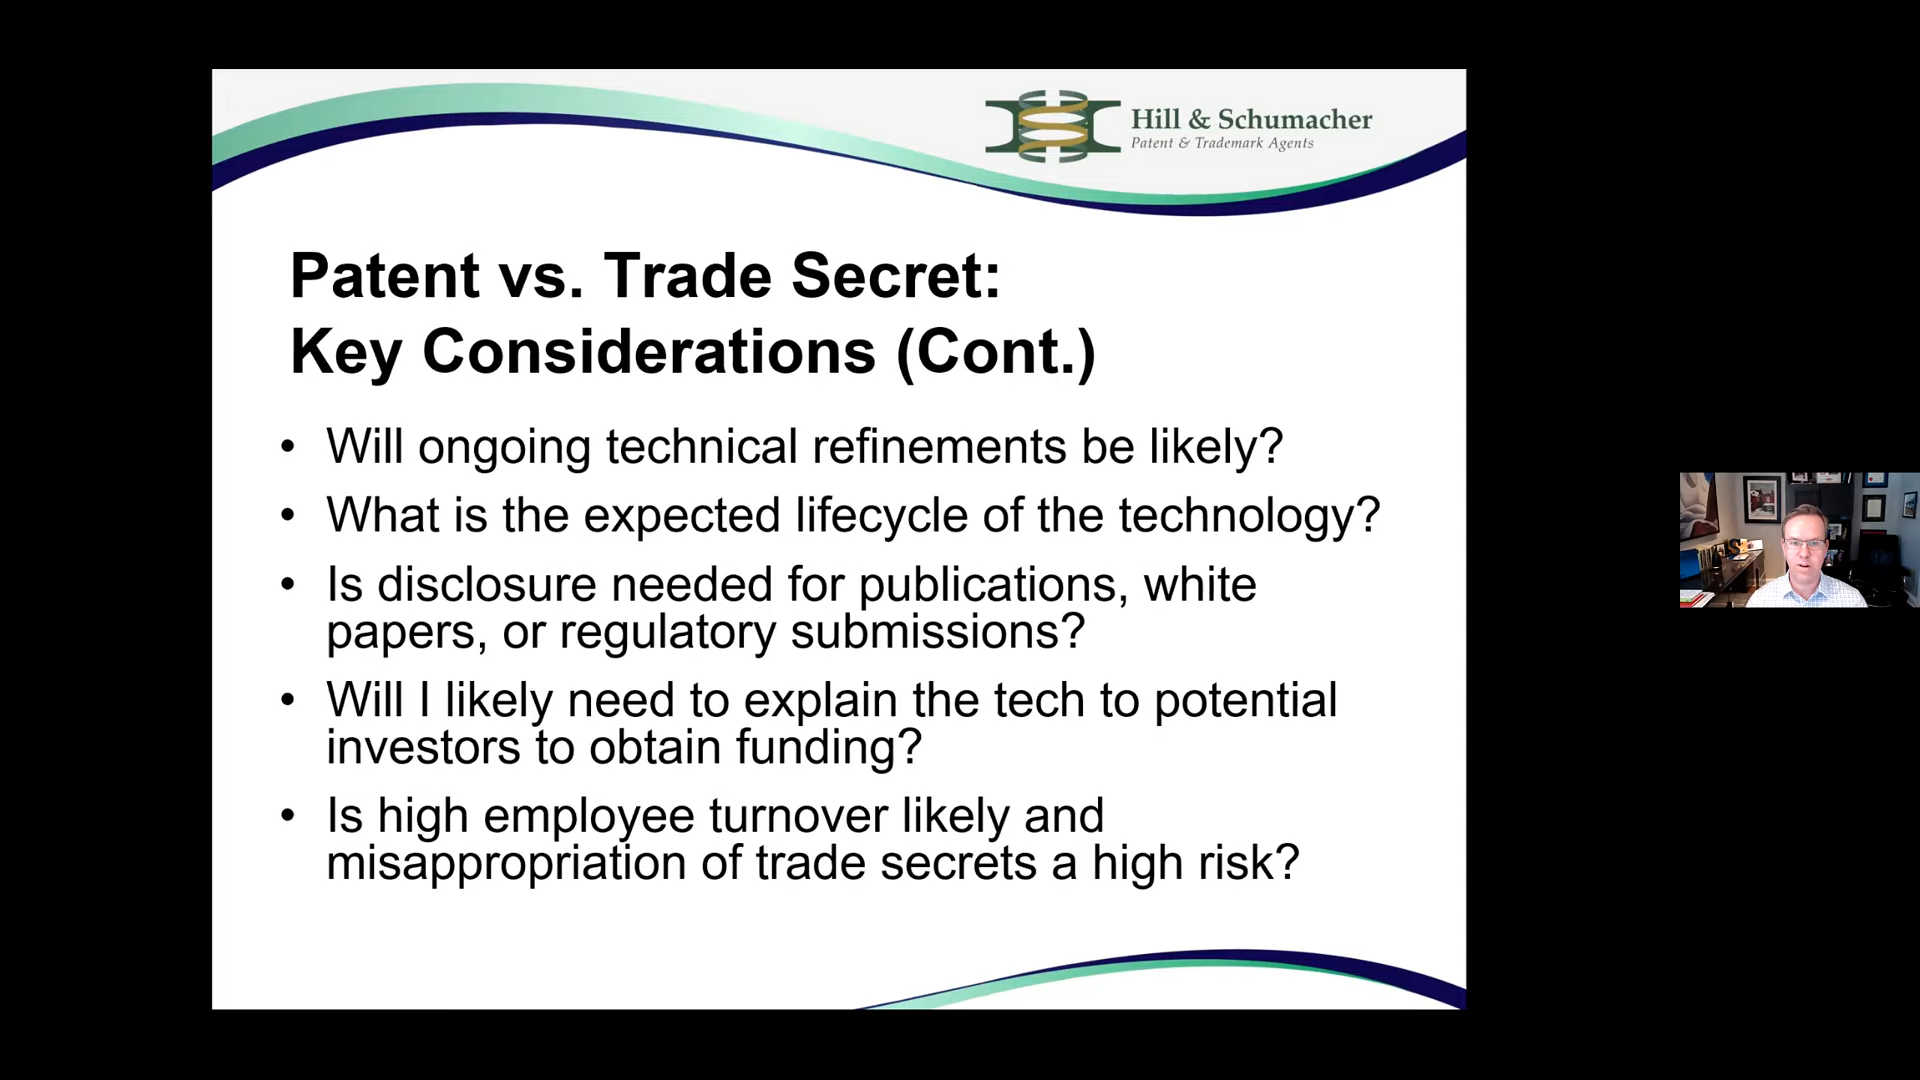 Hill & Schumacher
Patent & Trademark Agents
Patent vs. Trade Secret:
Key Considerations (Cont.)
• Will ongoing technical refinements be likely?
• What is the expected lifecycle of the technology?
• Is disclosure needed for publications, white
papers, or regulatory submissions?
• Will I likely need to explain the tech to potential
investors to obtain funding?
• Is high employee turnover likely and
misappropriation of trade secrets a high risk?